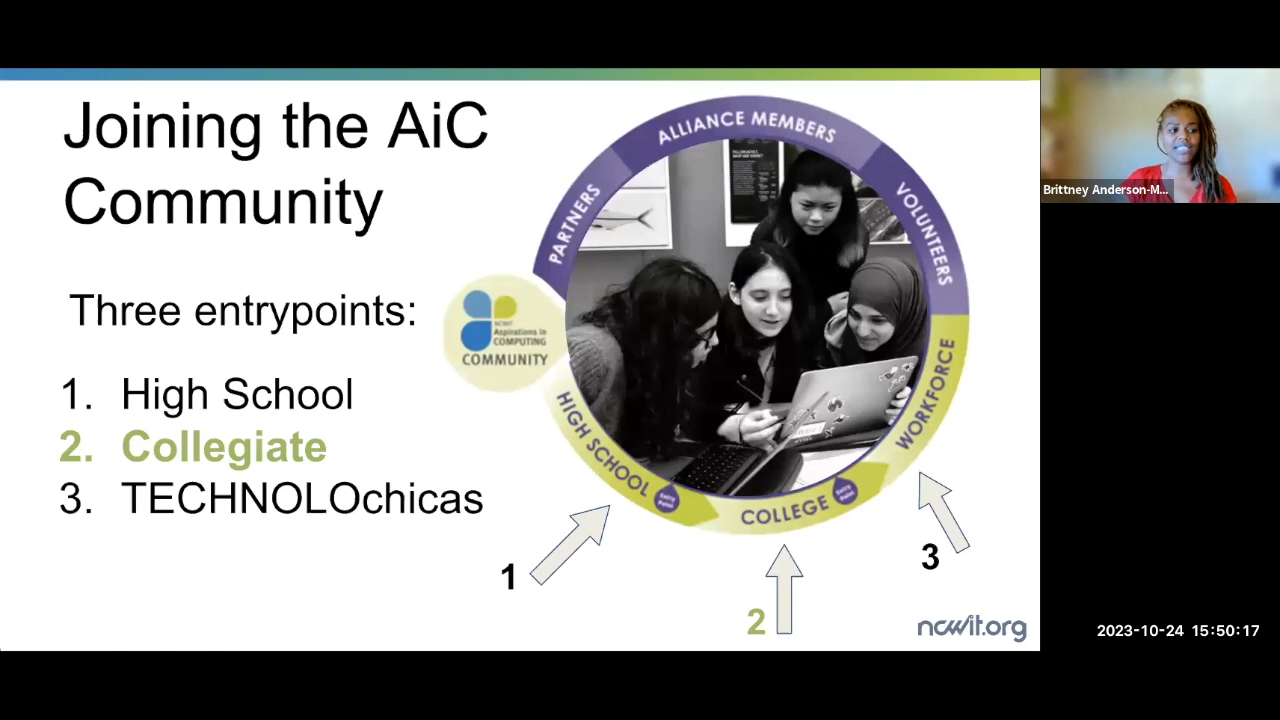 Joining the AiC
Community
Three entrypoints:
1. High School
2. Collegiate
3. TECHNOLOchicas
ALLIANCE MEMBERS
PARTNERS
VOLUNTEERS
NCWIT
Aspirations in
COMPUTING
COMMUNITY
WORKFORCE
HIGH SCHOOL
Entry
Point
COLLEGE
Entry
Point
1
2
3
ncwit.org
Brittney Anderson-M...
2023-10-24 15:50:17